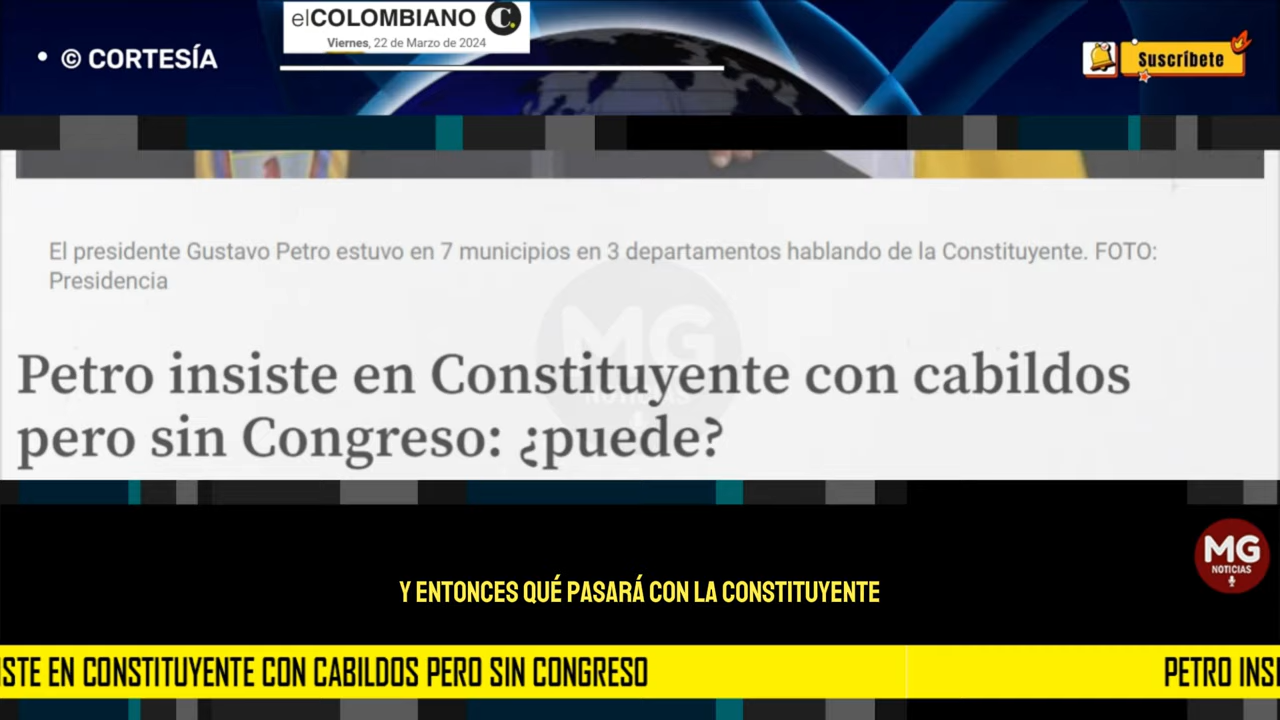 elCOLOMBIANO C.
Viernes, 22 de Marzo de 2024
• © CORTESÍA
Suscríbete
El presidente Gustavo Petro estuvo en 7 municipios en 3 departamentos hablando de la Constituyente. FOTO:
Presidencia
MG
NOTICIAS
Petro insiste en Constituyente con cabildos
pero sin Congreso: ¿puede?
MG
NOTICIAS
Y ENTONCES QUÉ PASARÁ CON LA CONSTITUYENTE
ISTE EN CONSTITUYENTE CON CABILDOS PERO SIN CONGRESO PETRO INSI